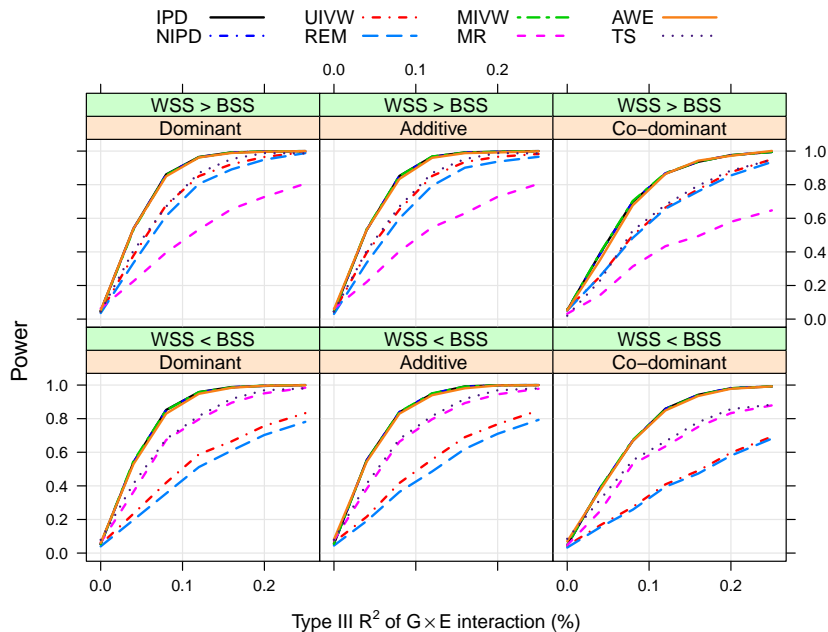 IPD UIVW MIVW AWE
NIPD REM MR TS
0.0 0.2
WSS > BSS WSS > BSS WSS > BSS
Dominant Additive Co−dominant
1.0
0.8
0.6
0.4
0.2
0.0
Power
WSS < BSS WSS < BSS WSS < BSS
Dominant Additive Co−dominant
1.0
0.8
0.6
0.4
0.2
0.0
0.0 0.1 0.2 0.0 0.1 0.2
Type III R² of G×E interaction (%)